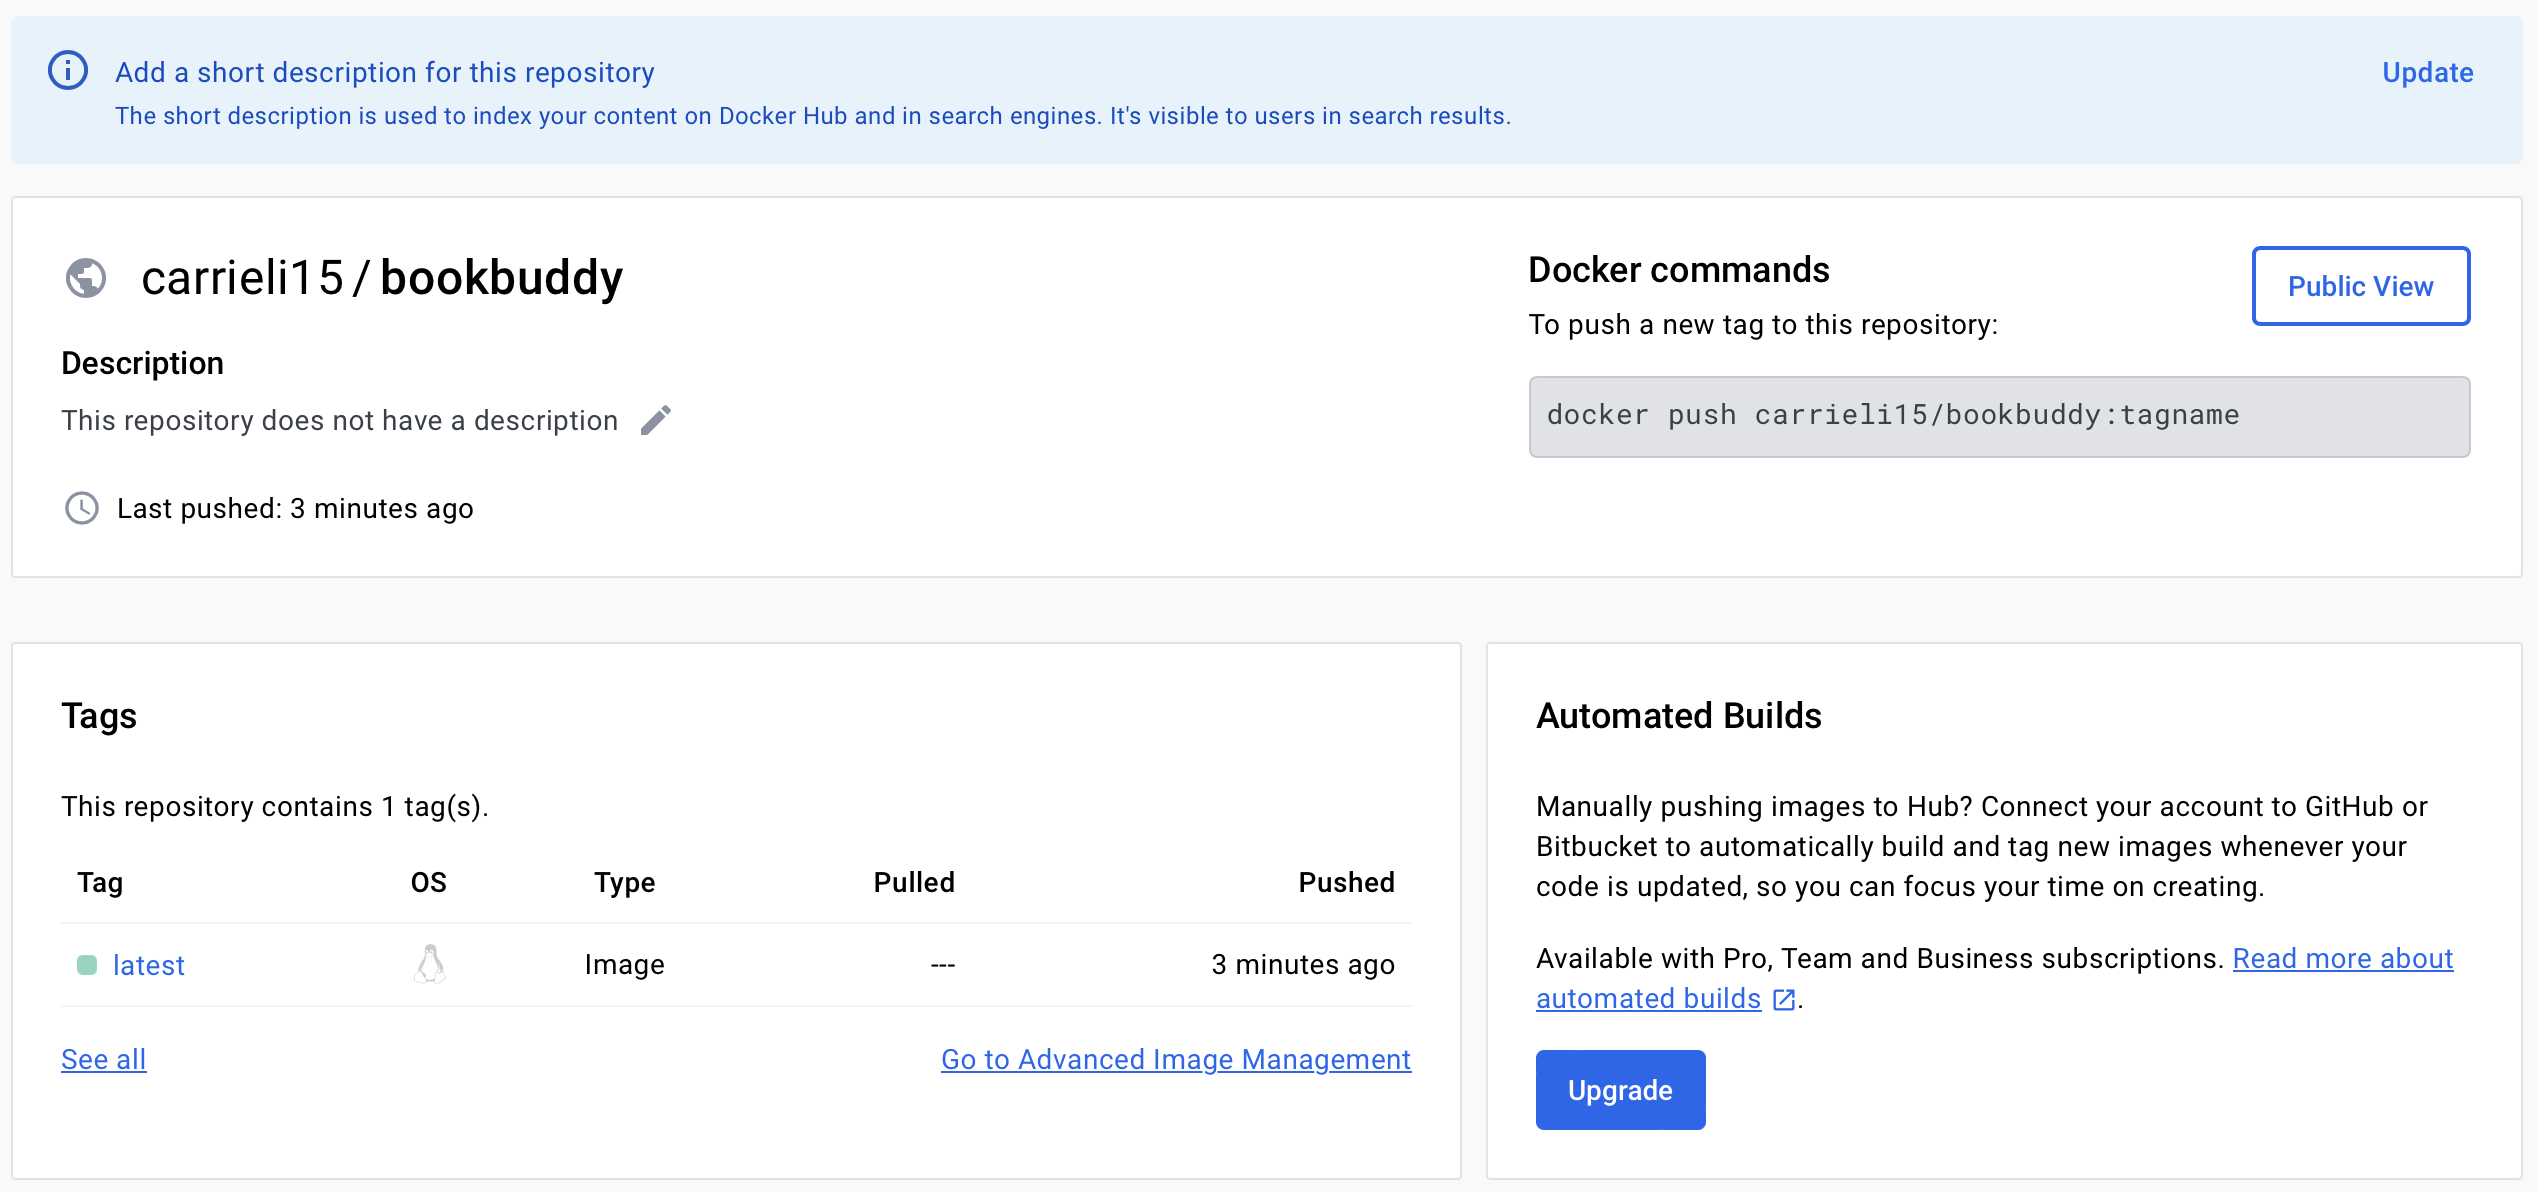 Add a short description for this repository
Update
The short description is used to index your content on Docker Hub and in search engines. It's visible to users in search results.
carrieli15 / bookbuddy
Description
This repository does not have a description
Last pushed: 3 minutes ago
Docker commands
Public View
To push a new tag to this repository:
docker push carrieli15/bookbuddy:tagname
Tags
This repository contains 1 tag(s).
Tag OS Type Pulled Pushed
latest Image --- 3 minutes ago
See all
Go to Advanced Image Management
Automated Builds
Manually pushing images to Hub? Connect your account to GitHub or
Bitbucket to automatically build and tag new images whenever your
code is updated, so you can focus your time on creating.
Available with Pro, Team and Business subscriptions. Read more about
automated builds .
Upgrade